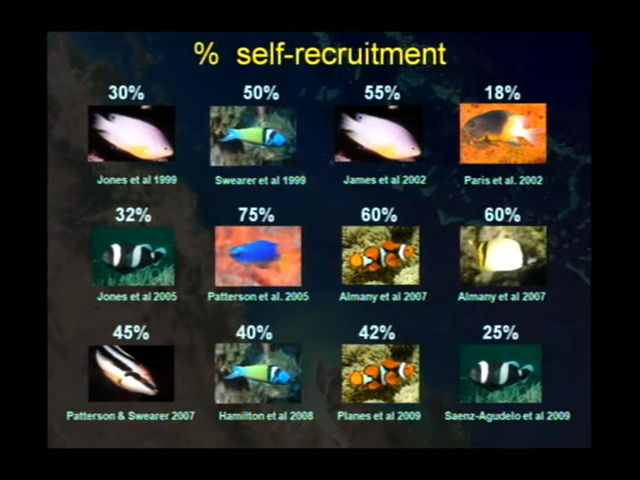 % self-recruitment
30% 50% 55% 18%
Jones et al 1999 Swearer et al 1999 James et al 2002 Paris et al. 2002
32% 75% 60% 60%
Jones et al 2005 Patterson et al. 2005 Almany et al 2007 Almany et al 2007
45% 40% 42% 25%
Patterson & Swearer 2007 Hamilton et al 2008 Planes et al 2009 Saenz-Agudelo et al 2009